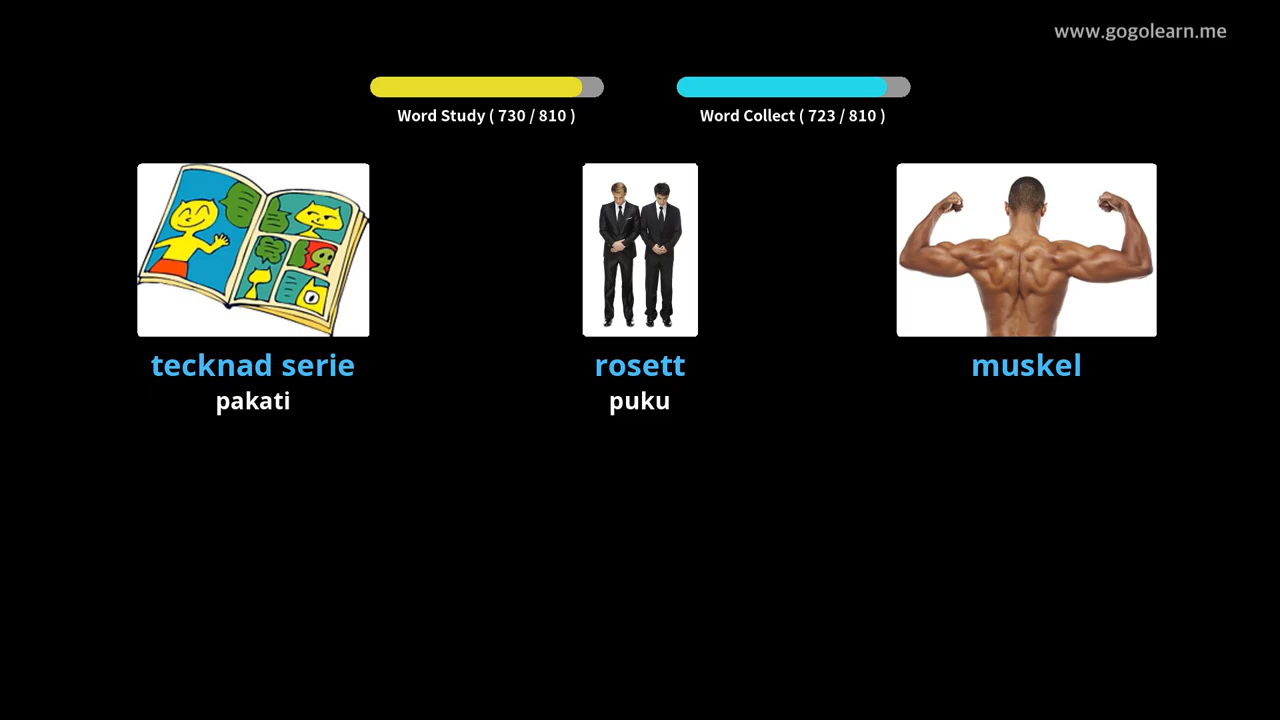 www.gogolearn.me
Word Study ( 730 / 810 )
Word Collect ( 723 / 810 )
tecknad serie
rosett
muskel
pakati
puku